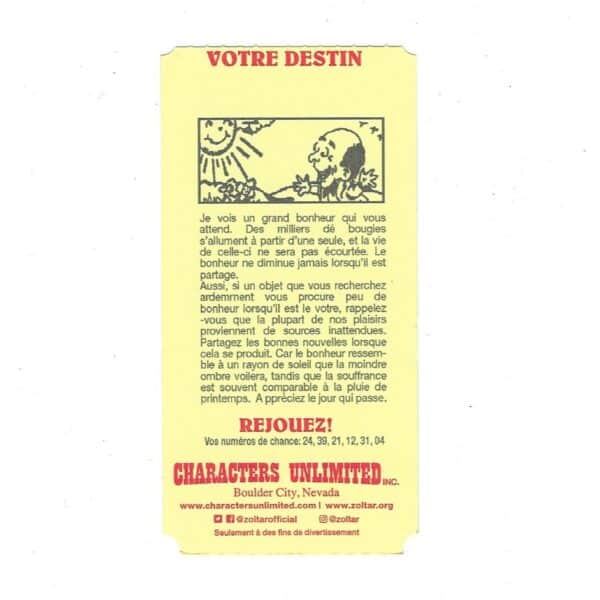 VOTRE DESTIN
Je vois un grand bonheur qui vous
attend. Des milliers dé bougies
s'allument à partir d'une seule, et la vie
de celle-ci ne sera pas écourtée. Le
bonheur ne diminue jamais lorsqu'il est
partage.
Aussi, si un objet que vous recherchez
ardemment vous procure peu de
bonheur lorsqu'il est le votre, rappelez
-vous que la plupart de nos plaisirs
proviennent de sources inattendues.
Partagez les bonnes nouvelles lorsque
cela se produit. Car le bonheur ressem-
ble à un rayon de soleil que la moindre
ombre voilera, tandis que la souffrance
est souvent comparable à la pluie de
printemps. A ppréciez le jour qui passe.
REJOUEZ!
Vos numéros de chance: 24, 39, 21, 12, 31, 04
CHARACTERS UNLIMITED INC.
Boulder City, Nevada
www.charactersunlimited.com | www.zoltar.org
@zoltarofficial @zoltar
Seulement à des fins de divertissement